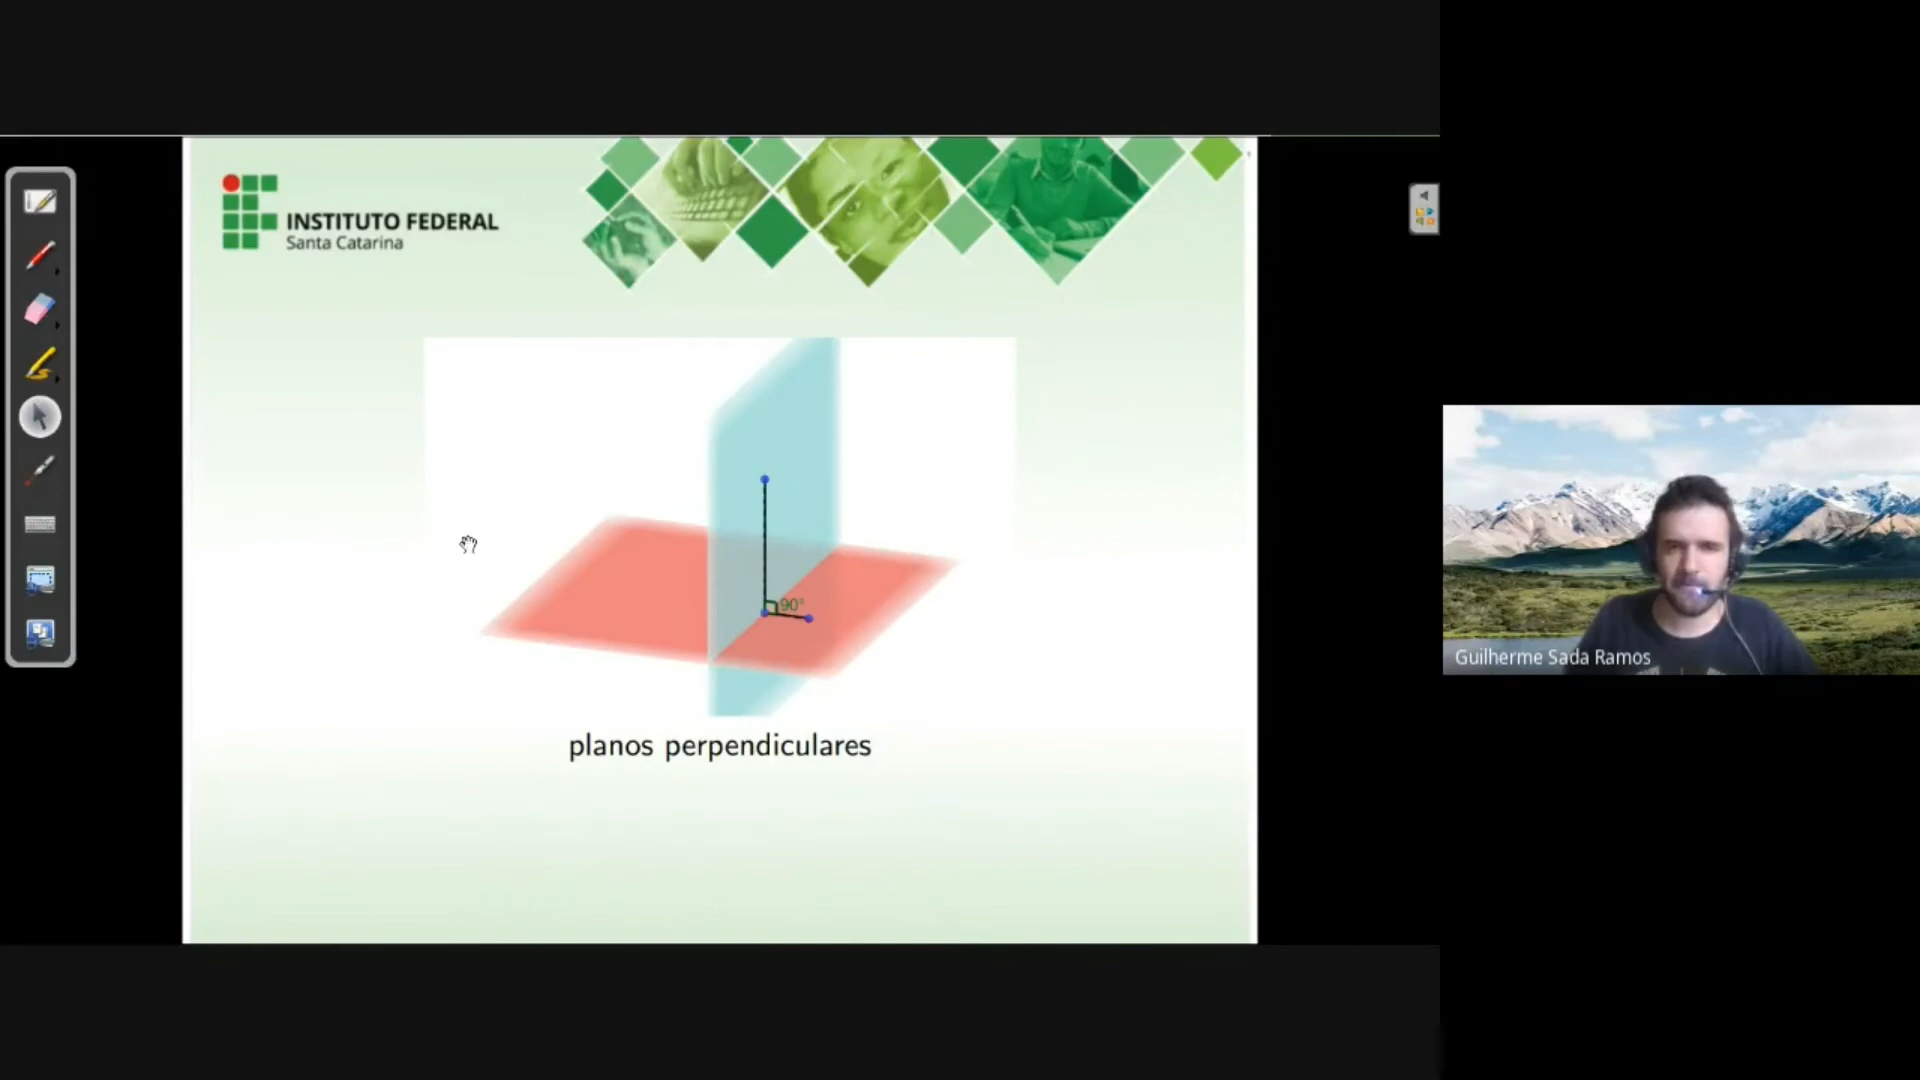 INSTITUTO FEDERAL
Santa Catarina
90°
planos perpendiculares
Guilherme Sada Ramos